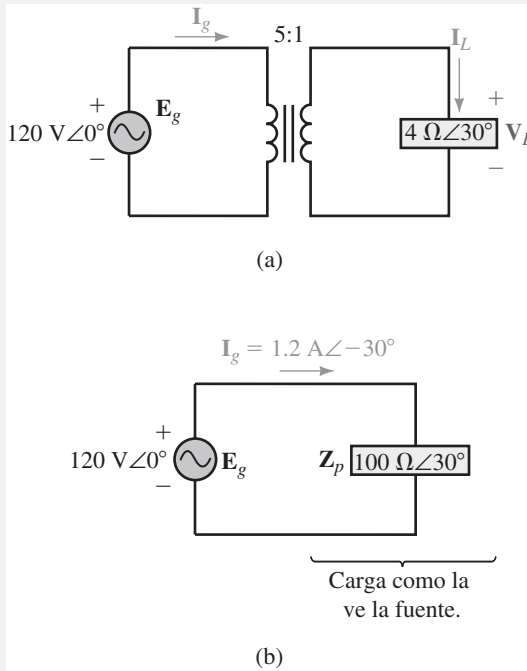 I_g
5:1
I_L
+
E_g
120 V∠0°
−
4 Ω∠30°
+
V_L
−
(a)
I_g = 1.2 A∠−30°
+
120 V∠0°
E_g
−
Z_p
100 Ω∠30°
Carga como la
ve la fuente.
(b)